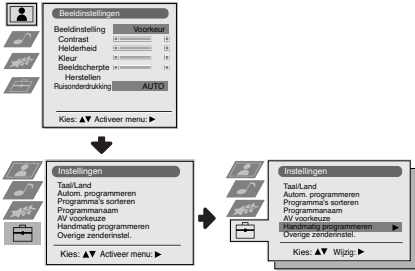 Beeldinstellingen
Beeldinstelling Voorkeur
Contrast
Helderheid
Kleur
Beeldscherpte
Herstellen
Ruisonderdrukking AUTO
Kies: ▲▼ Activeer menu: ▶
Instellingen
Taal/Land
Autom. programmeren
Programma's sorteren
Programmanaam
AV voorkeuze
Handmatig programmeren
Overige zenderinstel.
Kies: ▲▼ Activeer menu: ▶
Instellingen
Taal/Land
Autom. programmeren
Programma's sorteren
Programmanaam
AV voorkeuze
Handmatig programmeren ▶
Overige zenderinstel.
Kies: ▲▼ Wijzig: ▶